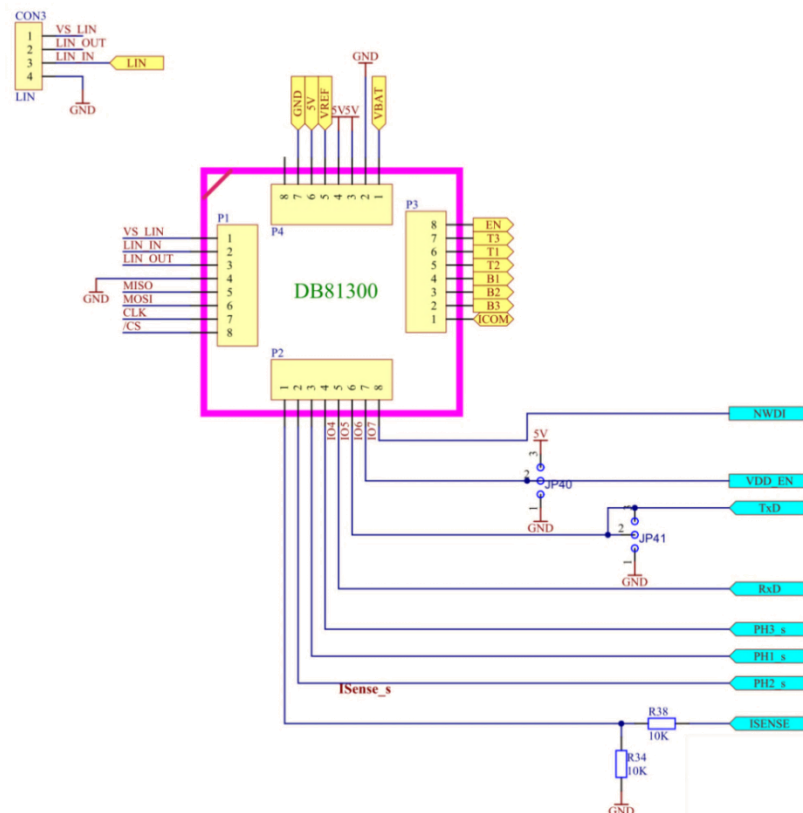 CON3
1 VS_LIN
2 LIN_OUT
3 LIN_IN LIN
4
LIN
GND
GND
GND 5V VREF 5V 5V VBAT
8 7 6 5 4 3 2 1
P4
P1
VS_LIN 1
LIN_IN 2
LIN_OUT 3
4
GND
MISO 5
MOSI 6
CLK 7
/CS 8
DB81300
P3
8 EN
7 T3
6 T1
5 T2
4 B1
3 B2
2 B3
1 ICOM
P2
1 2 3 4 5 6 7 8
IO4 IO5 IO6 IO7
NWDI
5V
3
2 JP40
1
GND
VDD_EN
TxD
3
2 JP41
1
GND
RxD
PH3_s
PH1_s
PH2_s
ISense_s
R38
10K
ISENSE
R34
10K
GND